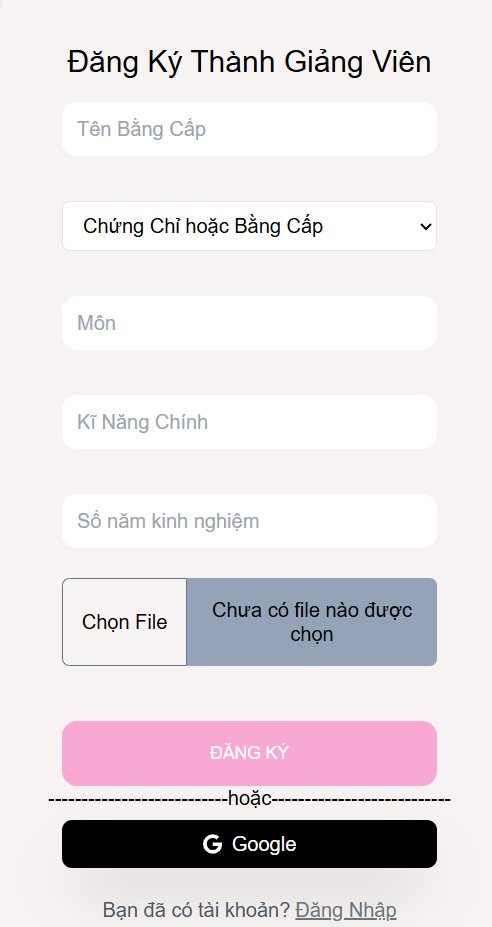 Đăng Ký Thành Giảng Viên
Tên Bằng Cấp
Chứng Chỉ hoặc Bằng Cấp
Môn
Kĩ Năng Chính
Số năm kinh nghiệm
Chọn File
Chưa có file nào được
chọn
ĐĂNG KÝ
---------------------------hoặc---------------------------
Google
Bạn đã có tài khoản? Đăng Nhập